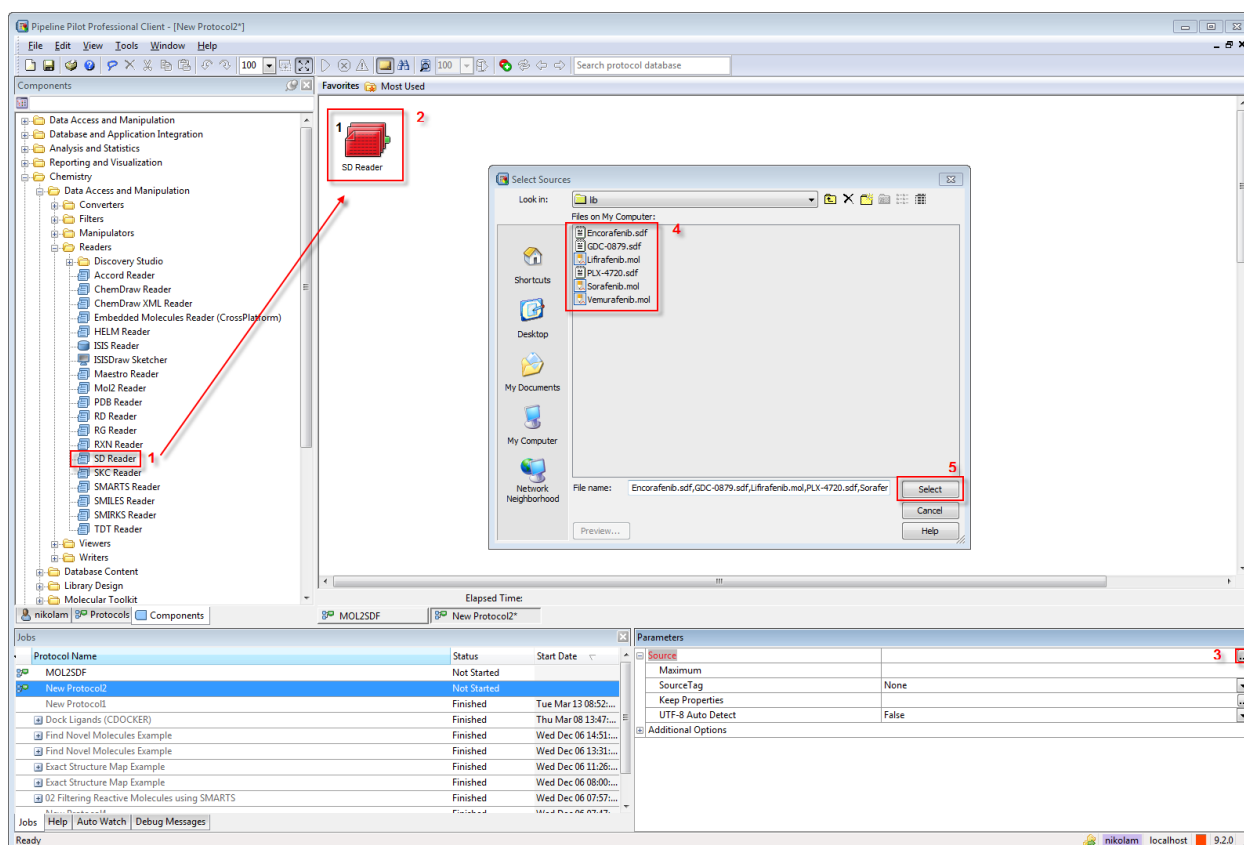 Pipeline Pilot Professional Client - [New Protocol2*]
File Edit View Tools Window Help
100 100 Search protocol database
Components
Favorites Most Used
Data Access and Manipulation
Database and Application Integration
Analysis and Statistics
Reporting and Visualization
Chemistry
Data Access and Manipulation
Converters
Filters
Manipulators
Readers
Discovery Studio
Accord Reader
ChemDraw Reader
ChemDraw XML Reader
Embedded Molecules Reader (CrossPlatform)
HELM Reader
ISIS Reader
ISISDraw Sketcher
Maestro Reader
Mol2 Reader
PDB Reader
RD Reader
RG Reader
RXN Reader
SD Reader 1
SKC Reader
SMARTS Reader
SMILES Reader
SMIRKS Reader
TDT Reader
Viewers
Writers
Database Content
Library Design
Molecular Toolkit
nikolam Protocols Components
2
1
SD Reader
Select Sources
Look in: lib
Files on My Computer:
Encorafenib.sdf
GDC-0879.sdf
Lifirafenib.mol
PLX-4720.sdf
Sorafenib.mol
Vemurafenib.mol
4
Shortcuts
Desktop
My Documents
My Computer
Network
Neighborhood
5
File name: Encorafenib.sdf,GDC-0879.sdf,Lifirafenib.mol,PLX-4720.sdf,Sorafer Select
Cancel
Preview... Help
Elapsed Time:
MOL2SDF New Protocol2*
Jobs
Protocol Name Status Start Date
MOL2SDF Not Started
New Protocol2 Not Started
New Protocol1 Finished Tue Mar 13 08:52:...
Dock Ligands (CDOCKER) Finished Thu Mar 08 13:47:...
Find Novel Molecules Example Finished Wed Dec 06 14:51:...
Find Novel Molecules Example Finished Wed Dec 06 13:31:...
Exact Structure Map Example Finished Wed Dec 06 11:26:...
Exact Structure Map Example Finished Wed Dec 06 08:00:...
02 Filtering Reactive Molecules using SMARTS Finished Wed Dec 06 07:57:...
Jobs Help Auto Watch Debug Messages
Parameters
Source 3 ...
Maximum
SourceTag None
Keep Properties ...
UTF-8 Auto Detect False
Additional Options
Ready nikolam localhost 9.2.0